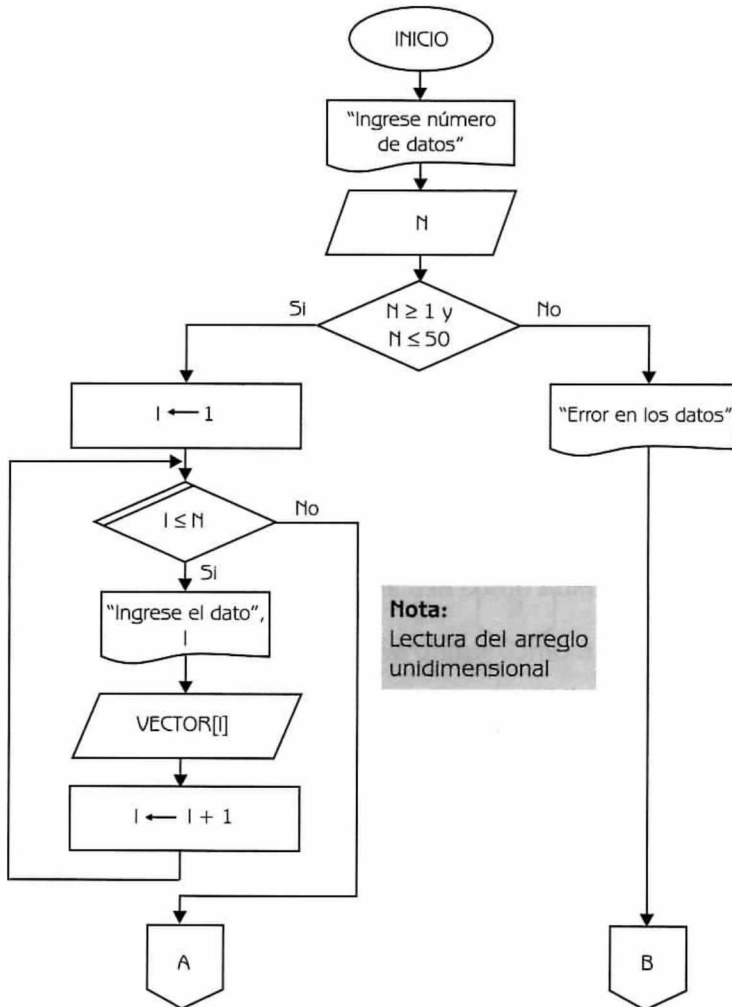 INICIO
“Ingrese número
de datos”
N
N ≥ 1 y
N ≤ 50
Si
No
I ← 1
“Error en los datos”
I ≤ N
No
Si
“Ingrese el dato”,
I
Nota:
Lectura del arreglo
unidimensional
VECTOR[I]
I ← I + 1
A
B